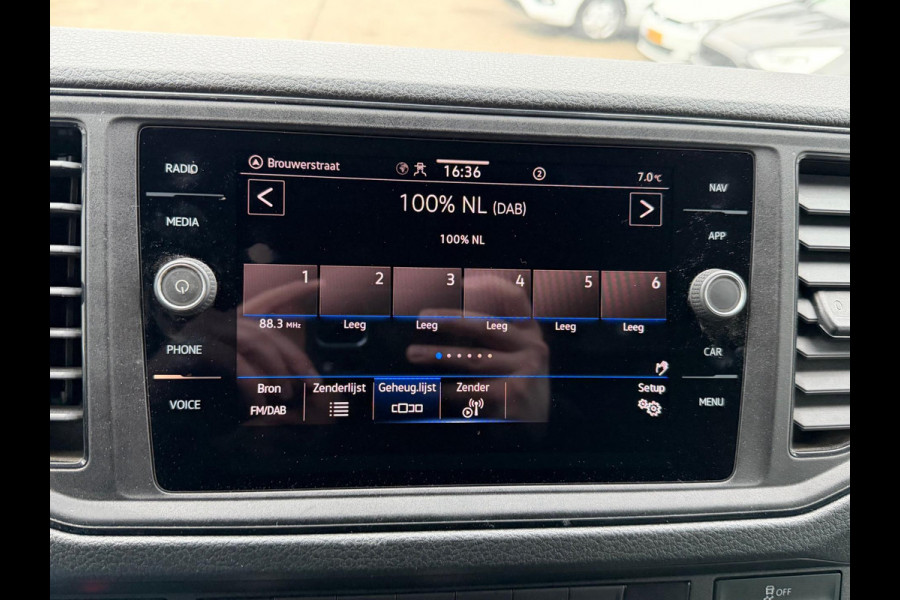 RADIO
MEDIA
PHONE
VOICE
Brouwerstraat
16:36
2
7.0°C
<
100% NL (DAB)
>
100% NL
1 2 3 4 5 6
88.3 MHz Leeg Leeg Leeg Leeg Leeg
Bron Zenderlijst Geheug.lijst Zender Setup
FM/DAB
NAV
APP
CAR
MENU
OFF